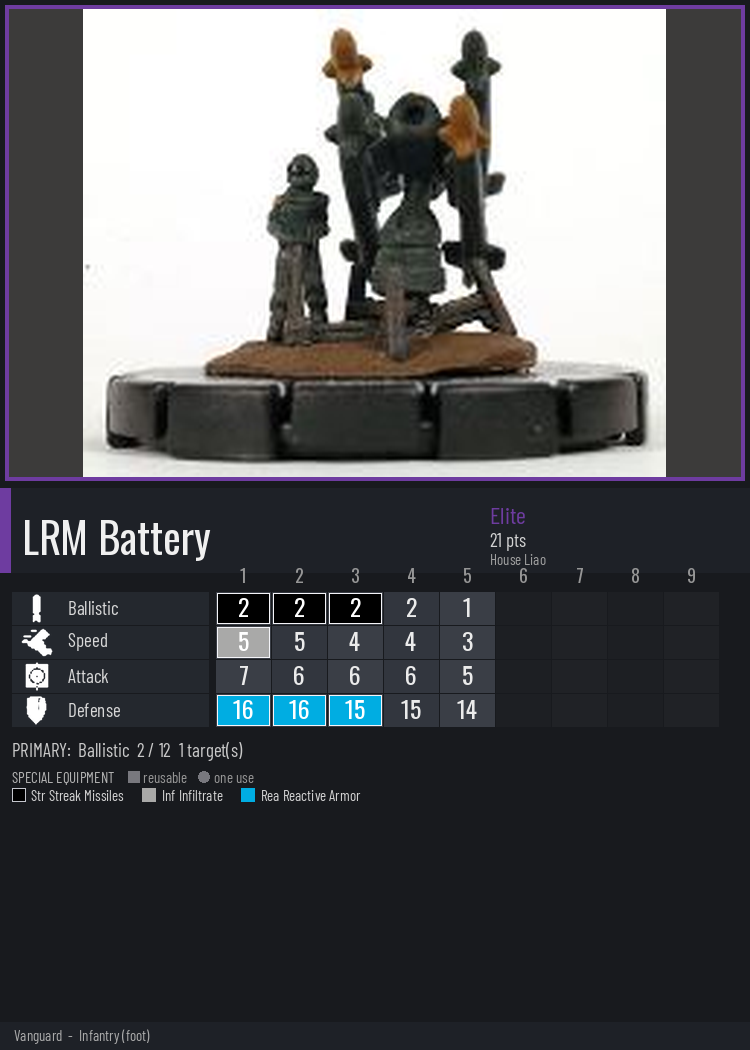 LRM Battery
Elite
21 pts
House Liao
1 2 3 4 5 6 7 8 9
Ballistic 2 2 2 2 1
Speed 5 5 4 4 3
Attack 7 6 6 6 5
Defense 16 16 15 15 14
PRIMARY: Ballistic 2 / 12 1 target(s)
SPECIAL EQUIPMENT reusable one use
Str Streak Missiles Inf Infiltrate Rea Reactive Armor
Vanguard - Infantry (foot)